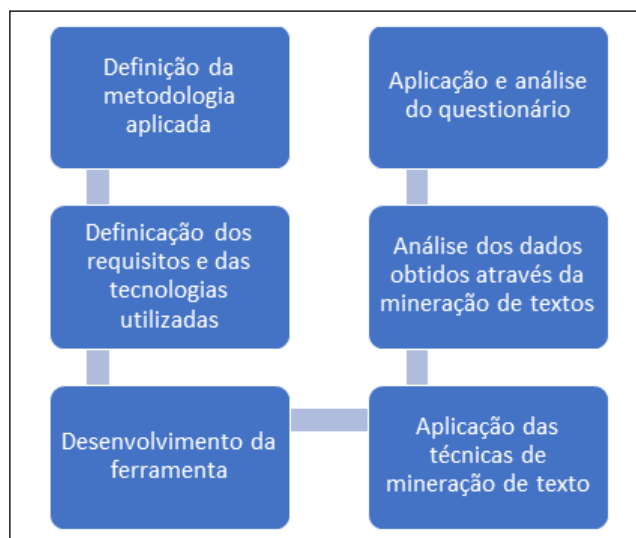 Definição da
metodologia
aplicada
Definicação dos
requisitos e das
tecnologias
utilizadas
Desenvolvimento da
ferramenta
Aplicação das
técnicas de
mineração de texto
Análise dos dados
obtidos através da
mineração de textos
Aplicação e análise
do questionário